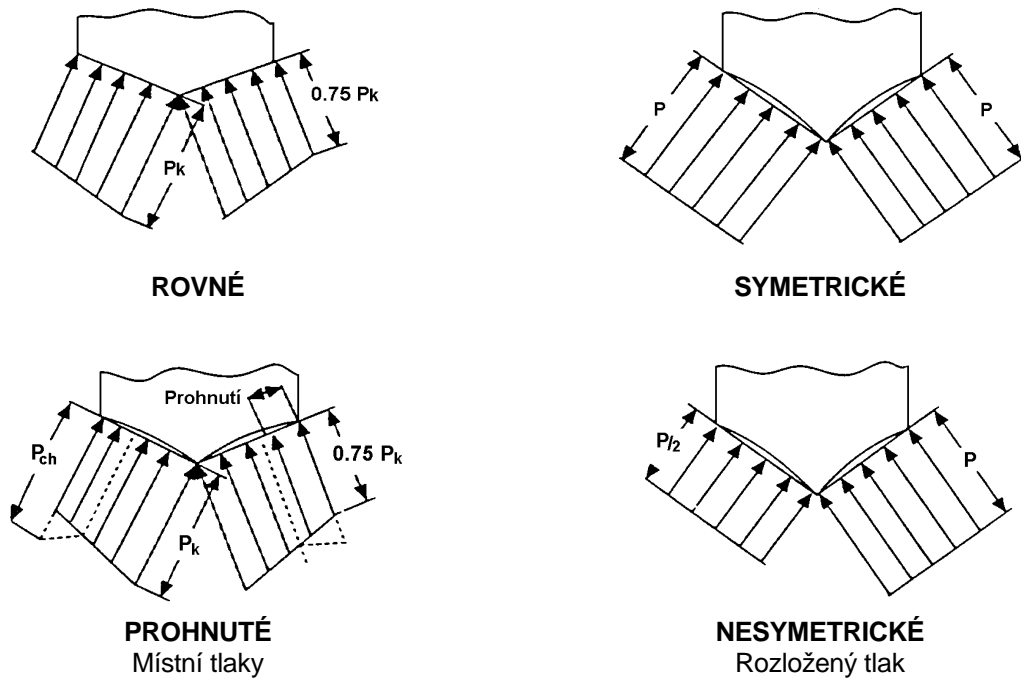 0.75 Pk
Pk
ROVNÉ
P
P
SYMETRICKÉ
Prohnutí
Pch
0.75 Pk
Pk
PROHNUTÉ
Místní tlaky
P/2
P
NESYMETRICKÉ
Rozložený tlak